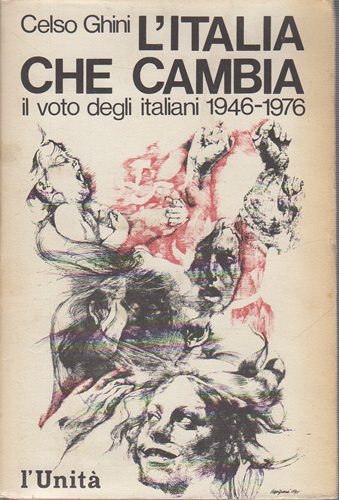 Celso Ghini L'ITALIA
CHE CAMBIA
il voto degli italiani 1946-1976
l'Unità